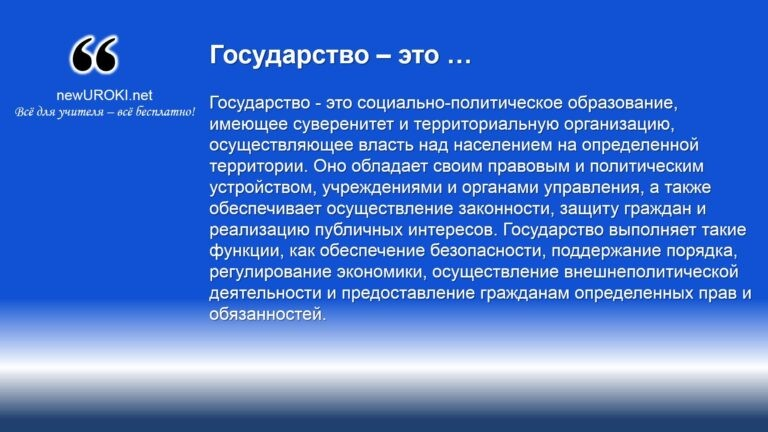 Государство – это …
newUROKI.net
Всё для учителя – всё бесплатно!
Государство - это социально-политическое образование,
имеющее суверенитет и территориальную организацию,
осуществляющее власть над населением на определенной
территории. Оно обладает своим правовым и политическим
устройством, учреждениями и органами управления, а также
обеспечивает осуществление законности, защиту граждан и
реализацию публичных интересов. Государство выполняет такие
функции, как обеспечение безопасности, поддержание порядка,
регулирование экономики, осуществление внешнеполитической
деятельности и предоставление гражданам определенных прав и
обязанностей.